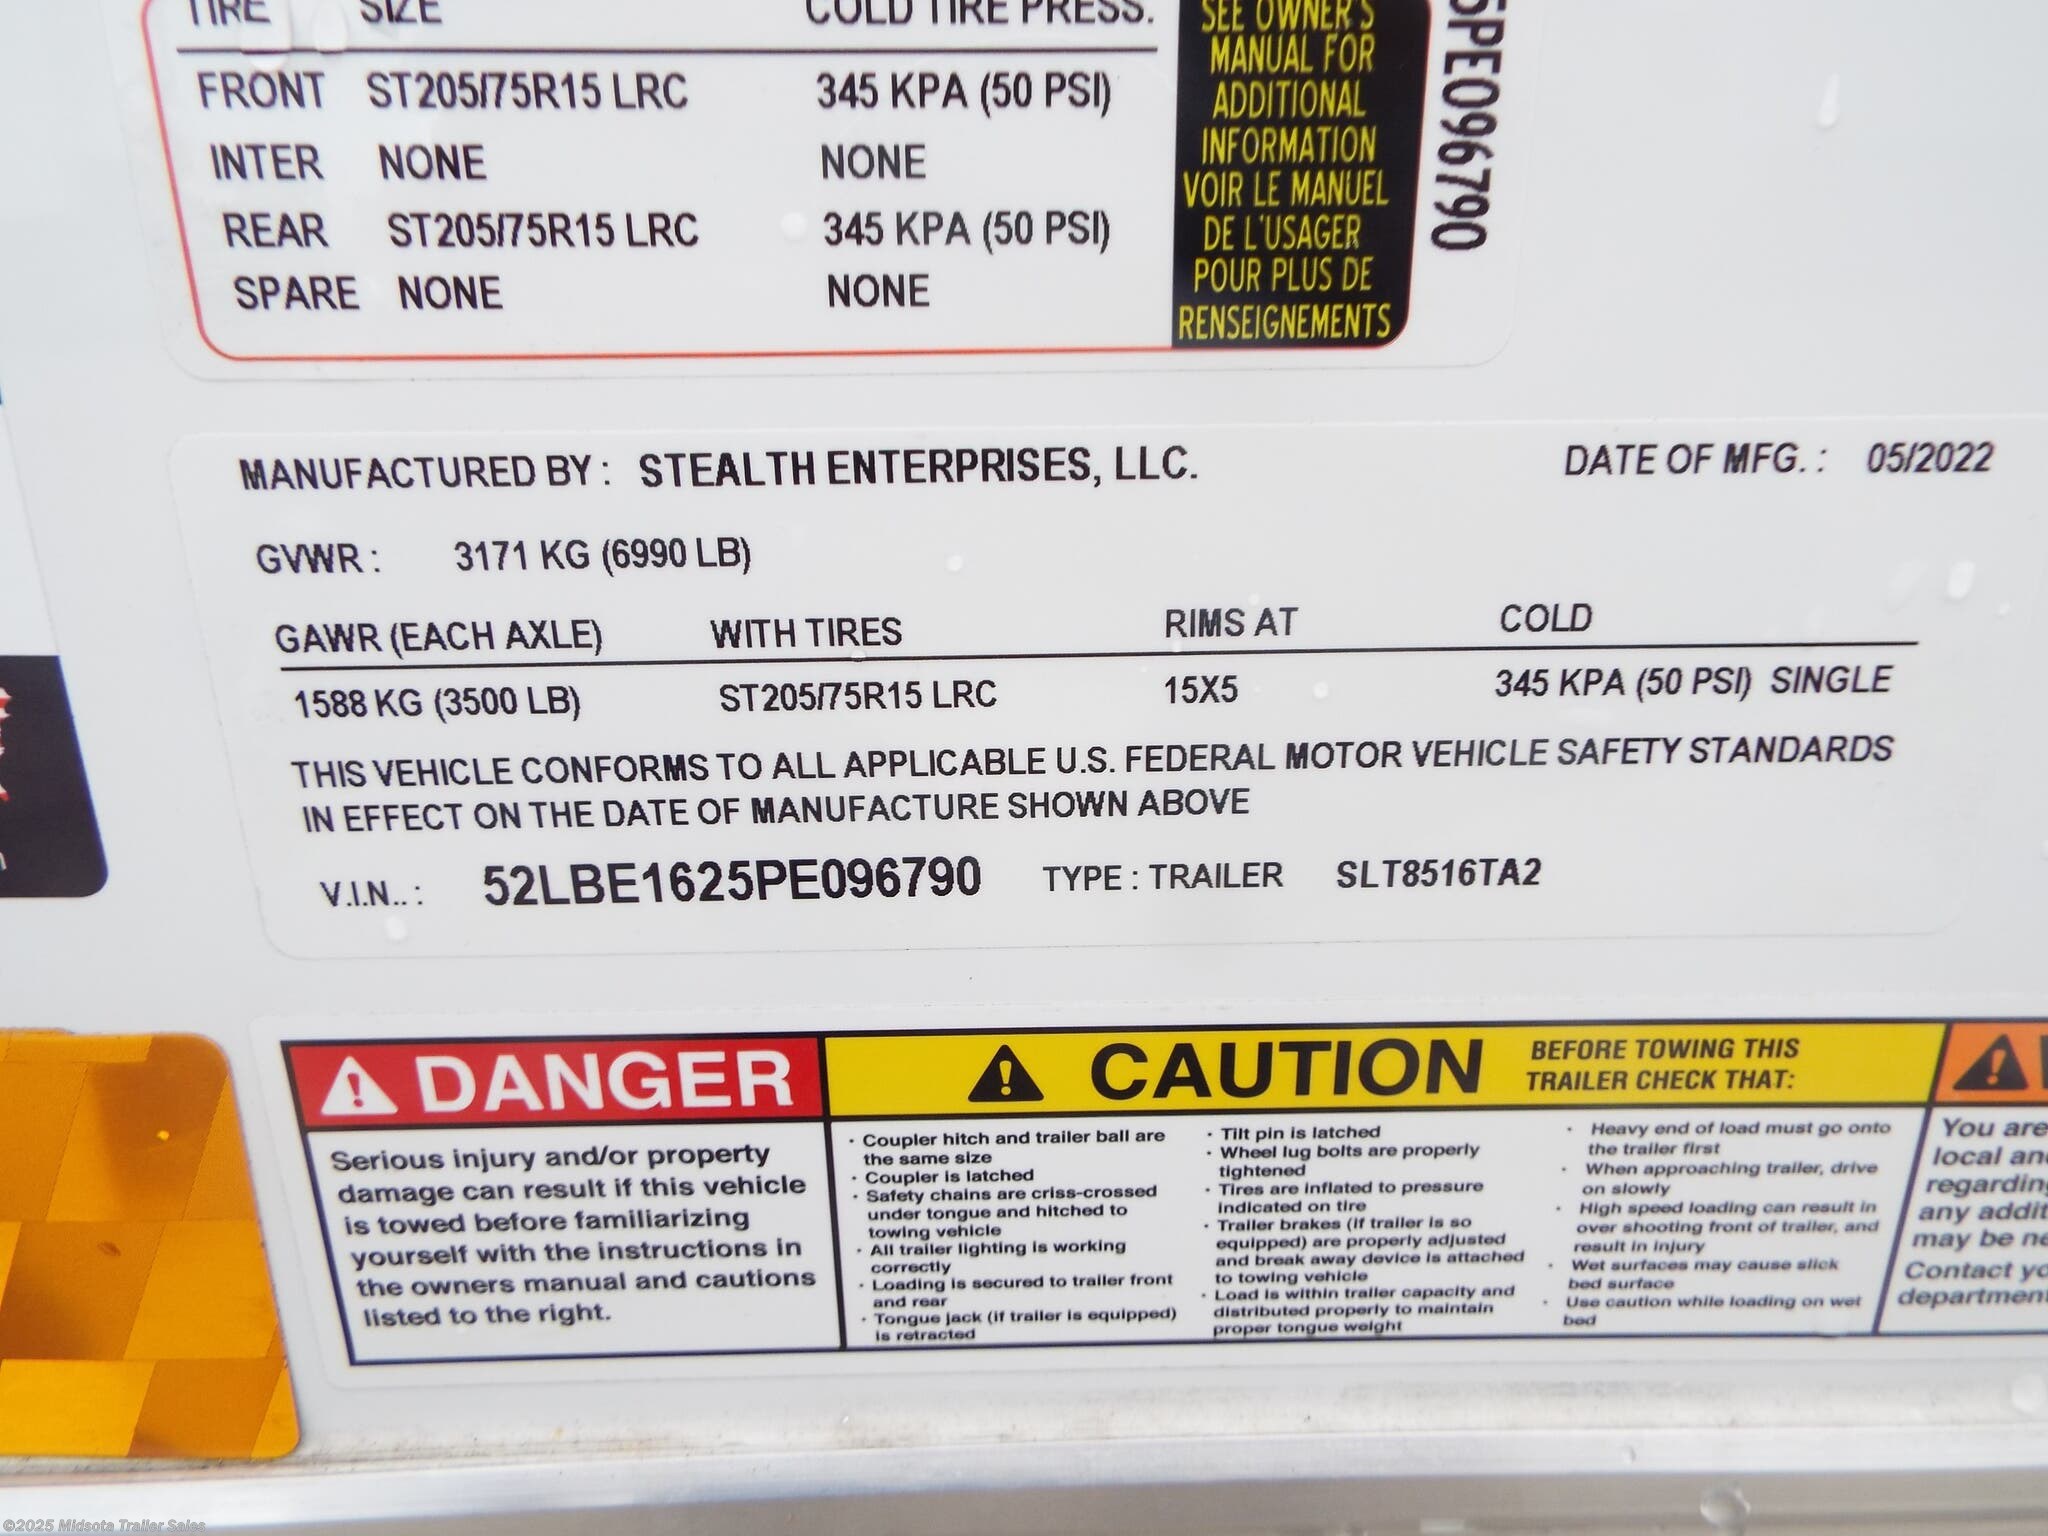 TIRE SIZE COLD TIRE PRESS.
FRONT ST205/75R15 LRC 345 KPA (50 PSI)
INTER NONE NONE
REAR ST205/75R15 LRC 345 KPA (50 PSI)
SPARE NONE NONE
SEE OWNER'S
MANUAL FOR
ADDITIONAL
INFORMATION
VOIR LE MANUEL
DE L'USAGER
POUR PLUS DE
RENSEIGNEMENTS
5PE096790
MANUFACTURED BY : STEALTH ENTERPRISES, LLC. DATE OF MFG. : 05/2022
GVWR : 3171 KG (6990 LB)
GAWR (EACH AXLE) WITH TIRES RIMS AT COLD
1588 KG (3500 LB) ST205/75R15 LRC 15X5 345 KPA (50 PSI) SINGLE
THIS VEHICLE CONFORMS TO ALL APPLICABLE U.S. FEDERAL MOTOR VEHICLE SAFETY STANDARDS
IN EFFECT ON THE DATE OF MANUFACTURE SHOWN ABOVE
V.I.N.. : 52LBE1625PE096790 TYPE : TRAILER SLT8516TA2
DANGER
Serious injury and/or property
damage can result if this vehicle
is towed before familiarizing
yourself with the instructions in
the owners manual and cautions
listed to the right.
CAUTION
BEFORE TOWING THIS
TRAILER CHECK THAT:
· Coupler hitch and trailer ball are
the same size
· Coupler is latched
· Safety chains are criss-crossed
under tongue and hitched to
towing vehicle
· All trailer lighting is working
correctly
· Loading is secured to trailer front
and rear
· Tongue jack (if trailer is equipped)
is retracted
· Tilt pin is latched
· Wheel lug bolts are properly
tightened
· Tires are inflated to pressure
indicated on tire
· Trailer brakes (if trailer is so
equipped) are properly adjusted
and break away device is attached
to towing vehicle
· Load is within trailer capacity and
distributed properly to maintain
proper tongue weight
· Heavy end of load must go onto
the trailer first
· When approaching trailer, drive
on slowly
· High speed loading can result in
over shooting front of trailer, and
result in injury
· Wet surfaces may cause slick
bed surface
· Use caution while loading on wet
bed
You are
local and
regarding
any addit
may be ne
Contact yo
department
©2025 Midsota Trailer Sales